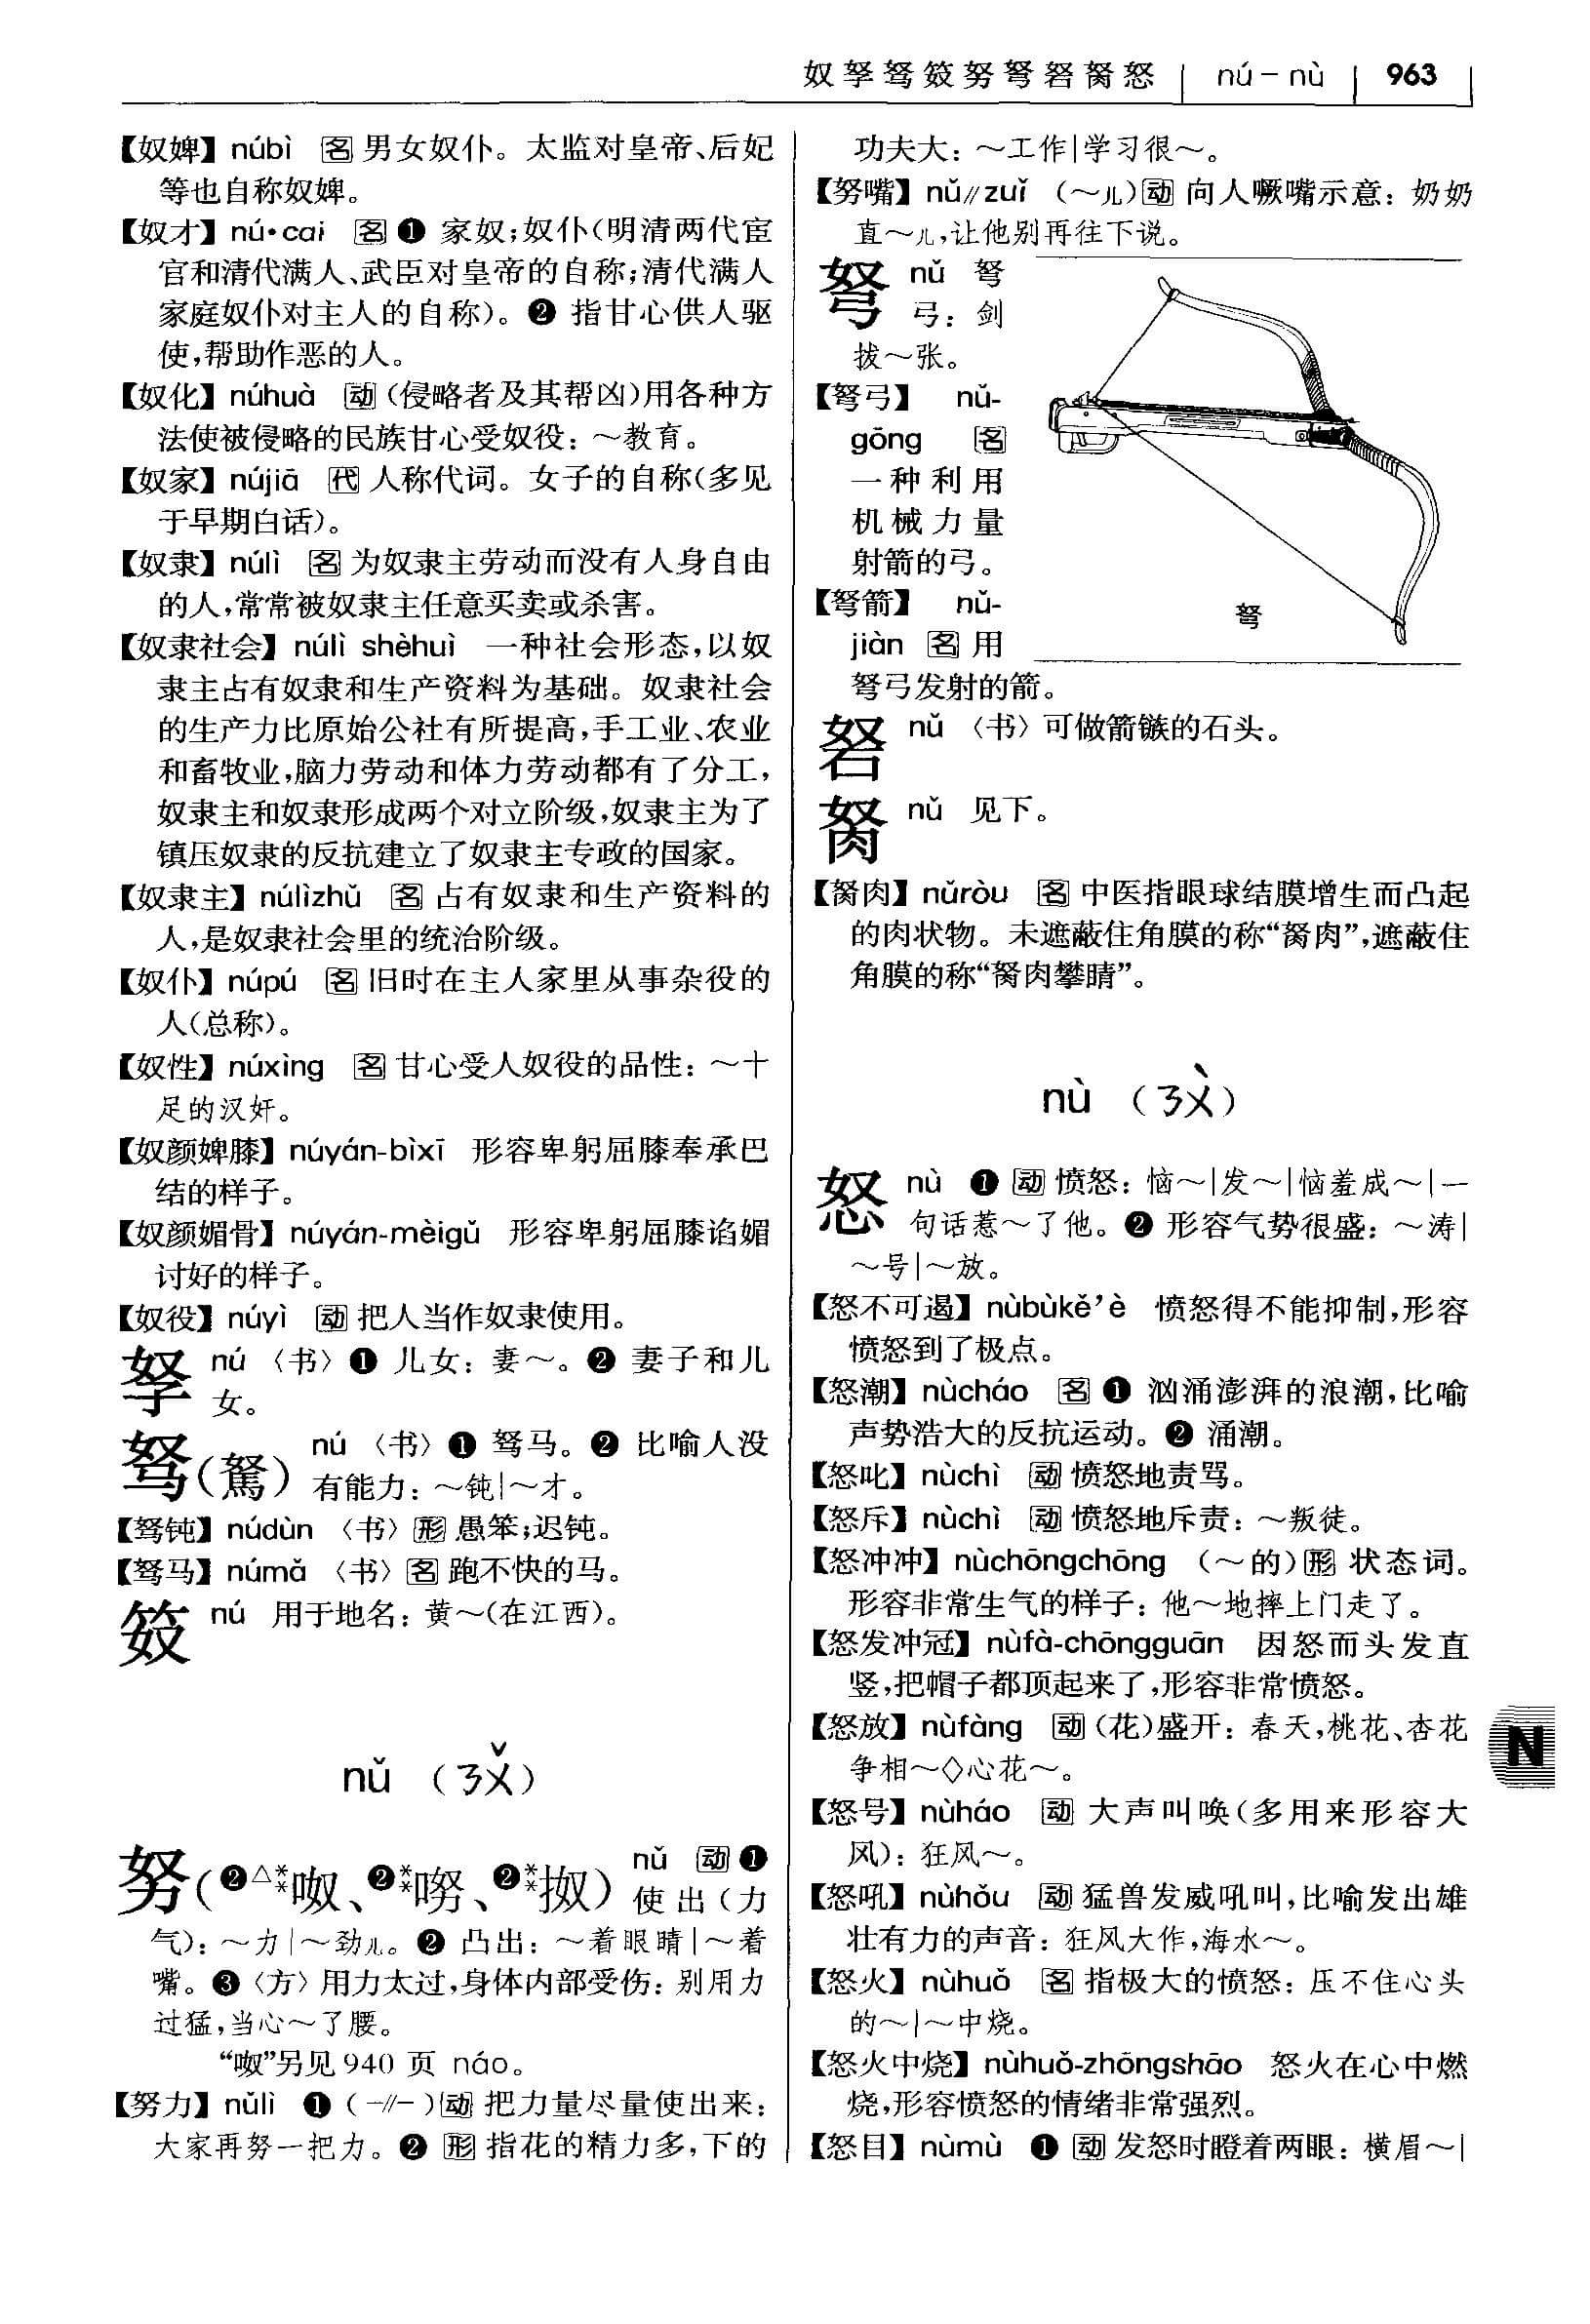 奴孥驽笯努弩砮胬怒 | nú－nù | 963
【奴婢】núbì 名 男女奴仆。太监对皇帝、后妃
等也自称奴婢。
【奴才】nú·cai 名 ❶ 家奴;奴仆(明清两代宦
官和清代满人、武臣对皇帝的自称;清代满人
家庭奴仆对主人的自称)。❷ 指甘心供人驱
使,帮助作恶的人。
【奴化】núhuà 动 (侵略者及其帮凶)用各种方
法使被侵略的民族甘心受奴役：～教育。
【奴家】nújiā 代 人称代词。女子的自称(多见
于早期白话)。
【奴隶】núlì 名 为奴隶主劳动而没有人身自由
的人,常常被奴隶主任意买卖或杀害。
【奴隶社会】núlì shèhuì 一种社会形态,以奴
隶主占有奴隶和生产资料为基础。奴隶社会
的生产力比原始公社有所提高,手工业、农业
和畜牧业,脑力劳动和体力劳动都有了分工,
奴隶主和奴隶形成两个对立阶级,奴隶主为了
镇压奴隶的反抗建立了奴隶主专政的国家。
【奴隶主】núlìzhǔ 名 占有奴隶和生产资料的
人,是奴隶社会里的统治阶级。
【奴仆】núpú 名 旧时在主人家里从事杂役的
人(总称)。
【奴性】núxìng 名 甘心受人奴役的品性：～十
足的汉奸。
【奴颜婢膝】núyán-bìxī 形容卑躬屈膝奉承巴
结的样子。
【奴颜媚骨】núyán-mèigǔ 形容卑躬屈膝谄媚
讨好的样子。
【奴役】núyì 动 把人当作奴隶使用。
孥 nú 〈书〉❶ 儿女：妻～。❷ 妻子和儿
女。
驽(駑) nú 〈书〉❶ 驽马。❷ 比喻人没
有能力：～钝|～才。
【驽钝】núdùn 〈书〉形 愚笨;迟钝。
【驽马】númǎ 〈书〉名 跑不快的马。
笯 nú 用于地名：黄～(在江西)。
nǔ （ㄋㄨˇ）
努(❷△**呶、❷**呶、❷**㧱) nǔ 动 ❶
使出(力
气)：～力|～劲儿。❷ 凸出：～着眼睛|～着
嘴。❸〈方〉用力太过,身体内部受伤：别用力
过猛,当心～了腰。
“呶”另见 940 页 náo。
【努力】nǔlì ❶ (-//-)动 把力量尽量使出来：
大家再努一把力。❷ 形 指花的精力多,下的
功夫大：～工作|学习很～。
【努嘴】nǔ//zuǐ (～儿)动 向人噘嘴示意：奶奶
直～儿,让他别再往下说。
弩 nǔ 弩
弓：剑
拔～张。
【弩弓】 nǔ-
gōng 名
一种利用
机械力量
射箭的弓。
【弩箭】 nǔ-
jiàn 名 用
弩弓发射的箭。
弩
砮 nǔ 〈书〉可做箭镞的石头。
胬 nǔ 见下。
【胬肉】nǔròu 名 中医指眼球结膜增生而凸起
的肉状物。未遮蔽住角膜的称“胬肉”,遮蔽住
角膜的称“胬肉攀睛”。
nù （ㄋㄨˋ）
怒 nù ❶ 动 愤怒：恼～|发～|恼羞成～|一
句话惹～了他。❷ 形容气势很盛：～涛|
～号|～放。
【怒不可遏】nùbùkě’è 愤怒得不能抑制,形容
愤怒到了极点。
【怒潮】nùcháo 名 ❶ 汹涌澎湃的浪潮,比喻
声势浩大的反抗运动。❷ 涌潮。
【怒叱】nùchì 动 愤怒地责骂。
【怒斥】nùchì 动 愤怒地斥责：～叛徒。
【怒冲冲】nùchōngchōng (～的)形 状态词。
形容非常生气的样子：他～地摔上门走了。
【怒发冲冠】nùfà-chōngguān 因怒而头发直
竖,把帽子都顶起来了,形容非常愤怒。
【怒放】nùfàng 动 (花)盛开：春天,桃花、杏花
争相～◇心花～。
【怒号】nùháo 动 大声叫唤(多用来形容大
风)：狂风～。
【怒吼】nùhǒu 动 猛兽发威吼叫,比喻发出雄
壮有力的声音：狂风大作,海水～。
【怒火】nùhuǒ 名 指极大的愤怒：压不住心头
的～|～中烧。
【怒火中烧】nùhuǒ-zhōngshāo 怒火在心中燃
烧,形容愤怒的情绪非常强烈。
【怒目】nùmù ❶ 动 发怒时瞪着两眼：横眉～|
N